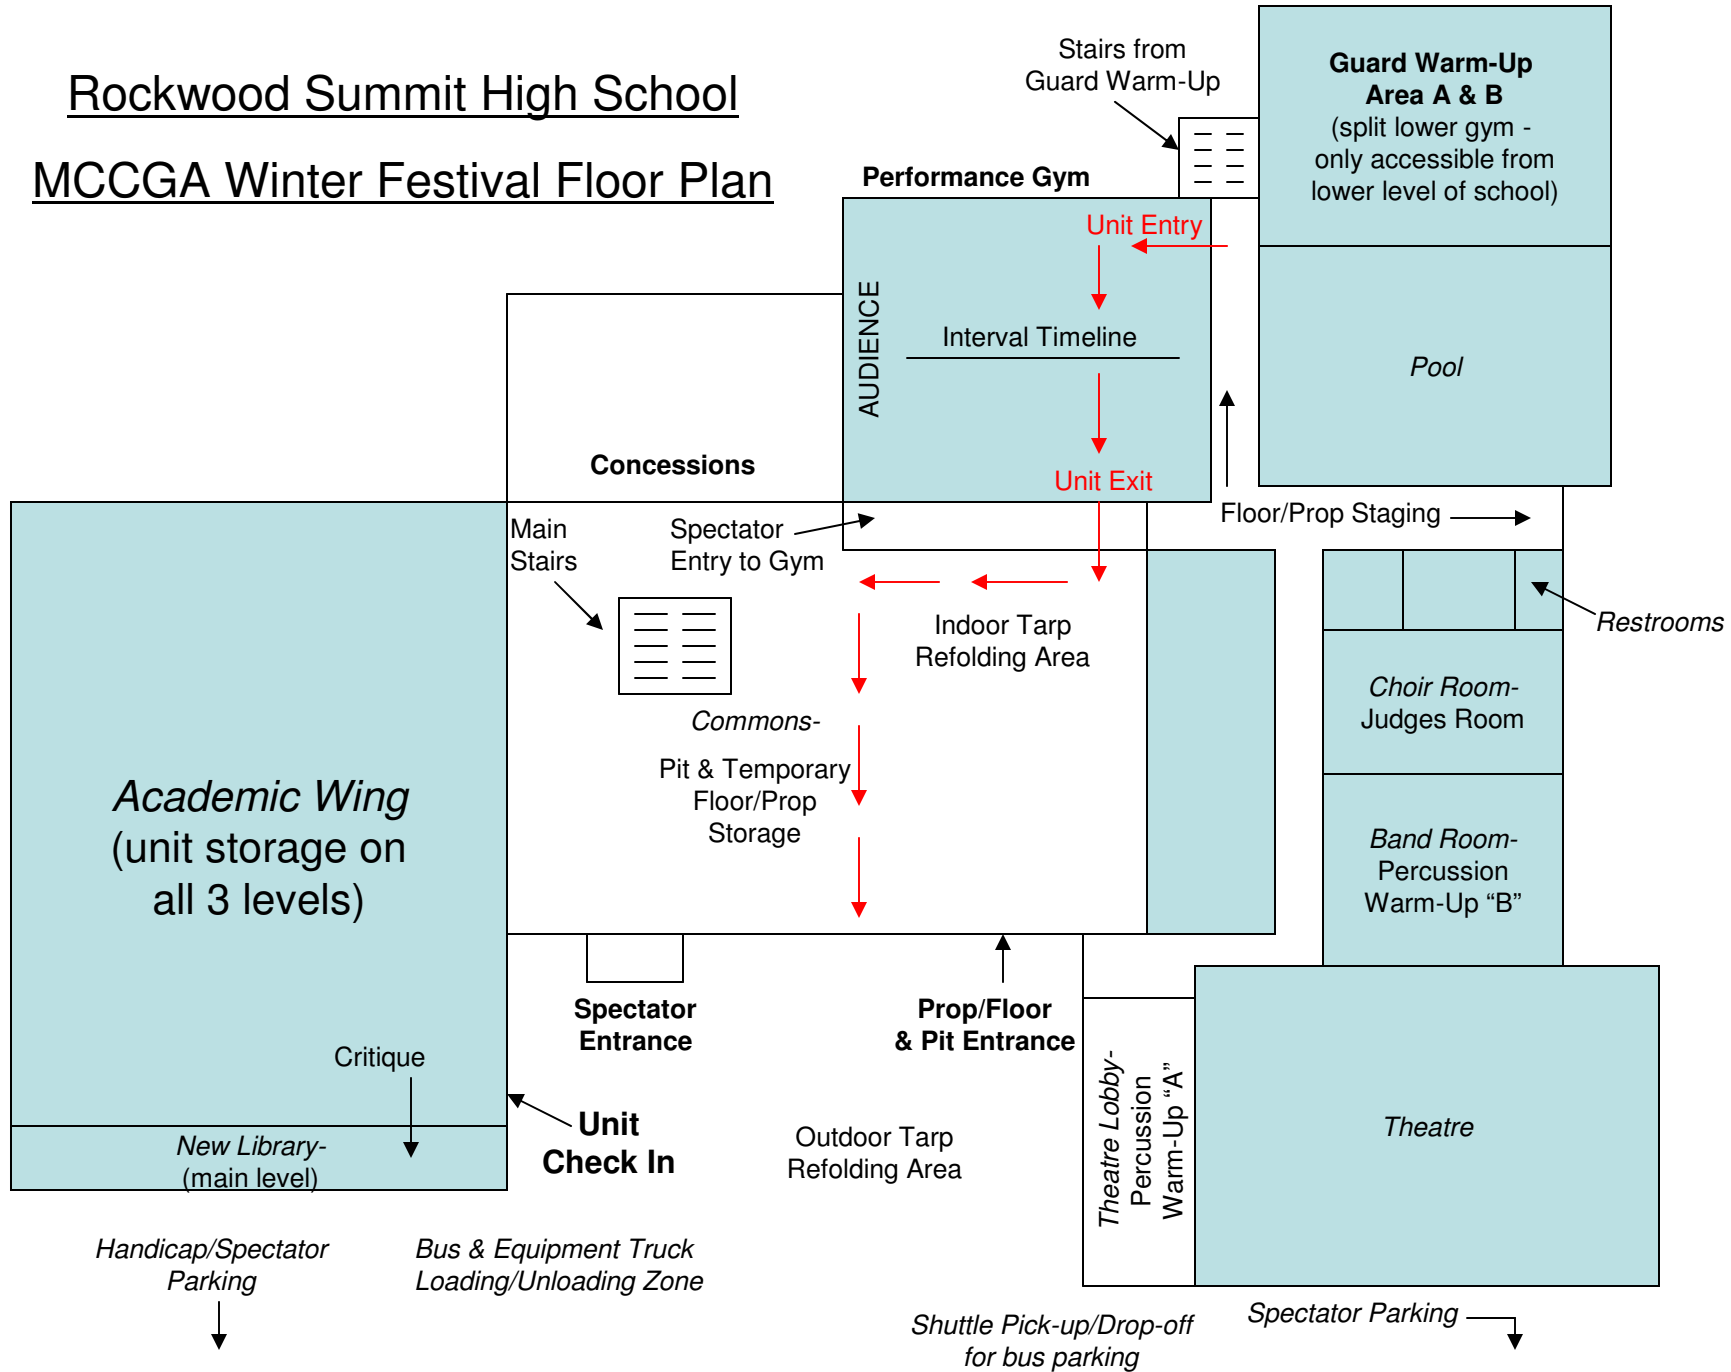 Rockwood Summit High School
MCCGA Winter Festival Floor Plan
Stairs from
Guard Warm-Up
Guard Warm-Up
Area A & B
(split lower gym -
only accessible from
lower level of school)
Performance Gym
Unit Entry
AUDIENCE
Interval Timeline
Pool
Concessions
Unit Exit
Floor/Prop Staging
Main
Stairs
Spectator
Entry to Gym
Indoor Tarp
Refolding Area
Restrooms
Choir Room-
Judges Room
Commons-
Pit & Temporary
Floor/Prop
Storage
Academic Wing
(unit storage on
all 3 levels)
Band Room-
Percussion
Warm-Up “B”
Spectator
Entrance
Prop/Floor
& Pit Entrance
Critique
Unit
Check In
Outdoor Tarp
Refolding Area
Theatre Lobby-
Percussion
Warm-Up “A”
Theatre
New Library-
(main level)
Handicap/Spectator
Parking
Bus & Equipment Truck
Loading/Unloading Zone
Shuttle Pick-up/Drop-off
for bus parking
Spectator Parking